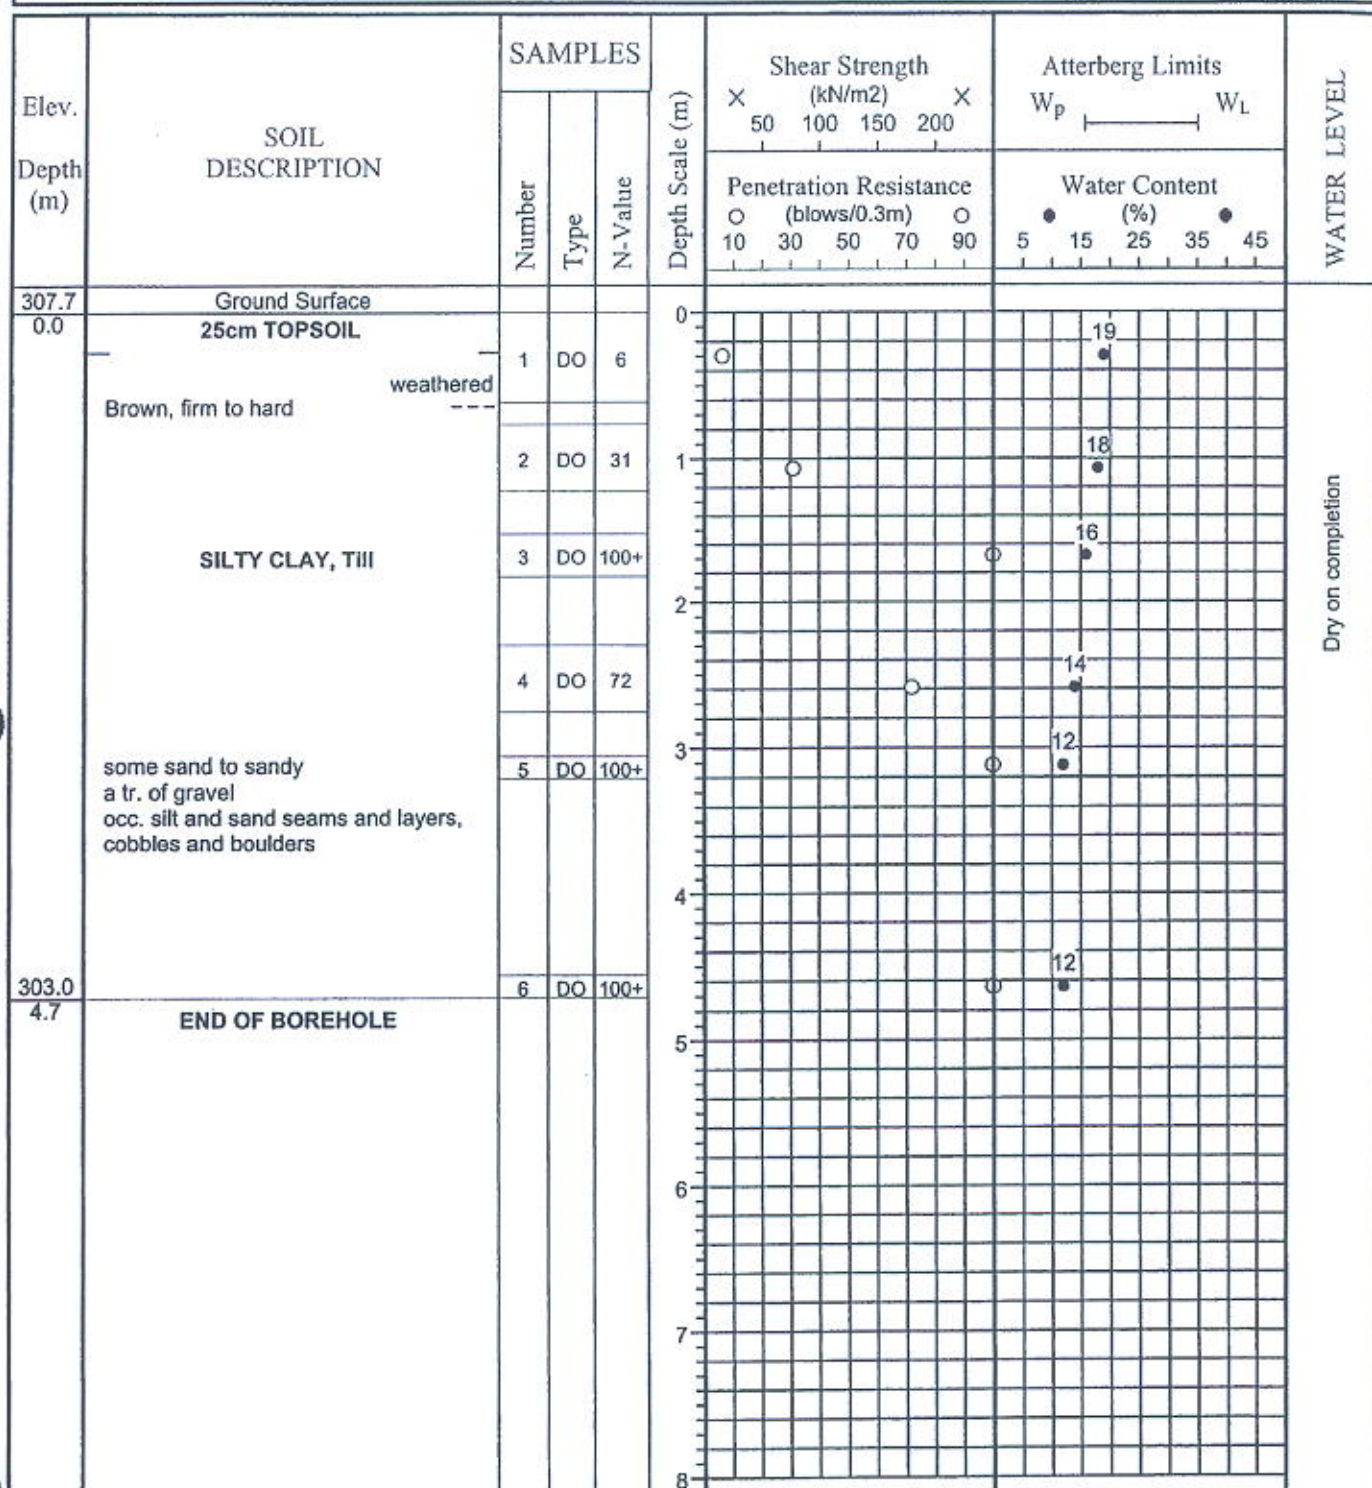 SAMPLES
Elev.
Depth
(m)
SOIL
DESCRIPTION
Number
Type
N-Value
Depth Scale (m)
Shear Strength
X (kN/m2) X
50 100 150 200
Penetration Resistance
O (blows/0.3m) O
10 30 50 70 90
Atterberg Limits
Wp WL
Water Content
● (%) ●
5 15 25 35 45
WATER LEVEL
307.7 Ground Surface
0.0 25cm TOPSOIL
1 DO 6
weathered
Brown, firm to hard
2 DO 31
SILTY CLAY, Till
3 DO 100+
4 DO 72
some sand to sandy
5 DO 100+
a tr. of gravel
occ. silt and sand seams and layers,
cobbles and boulders
303.0
6 DO 100+
4.7
END OF BOREHOLE
0
1
2
3
4
5
6
7
8
19
18
16
14
12
12
Dry on completion